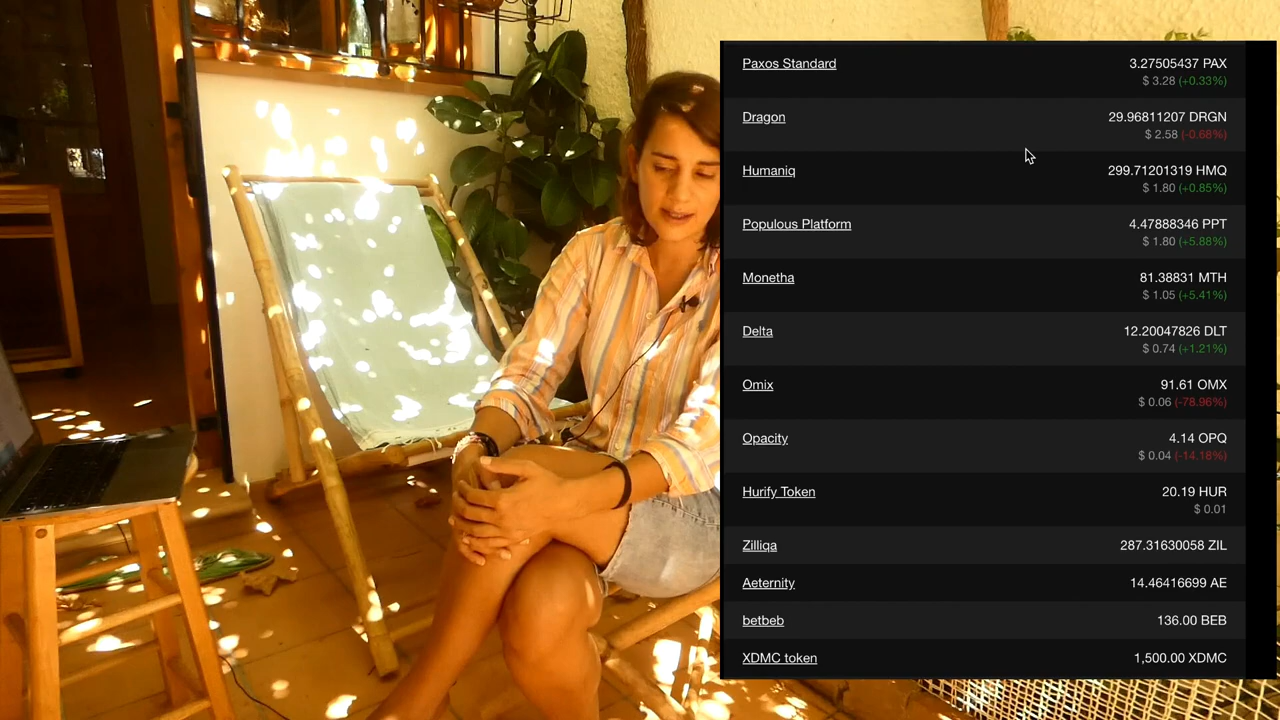 Paxos Standard 3.27505437 PAX
$ 3.28 (+0.33%)
Dragon 29.96811207 DRGN
$ 2.58 (-0.68%)
Humaniq 299.71201319 HMQ
$ 1.80 (+0.85%)
Populous Platform 4.47888346 PPT
$ 1.80 (+5.88%)
Monetha 81.38831 MTH
$ 1.05 (+5.41%)
Delta 12.20047826 DLT
$ 0.74 (+1.21%)
Omix 91.61 OMX
$ 0.06 (-78.96%)
Opacity 4.14 OPQ
$ 0.04 (-14.18%)
Hurify Token 20.19 HUR
$ 0.01
Zilliqa 287.31630058 ZIL
Aeternity 14.46416699 AE
betbeb 136.00 BEB
XDMC token 1,500.00 XDMC